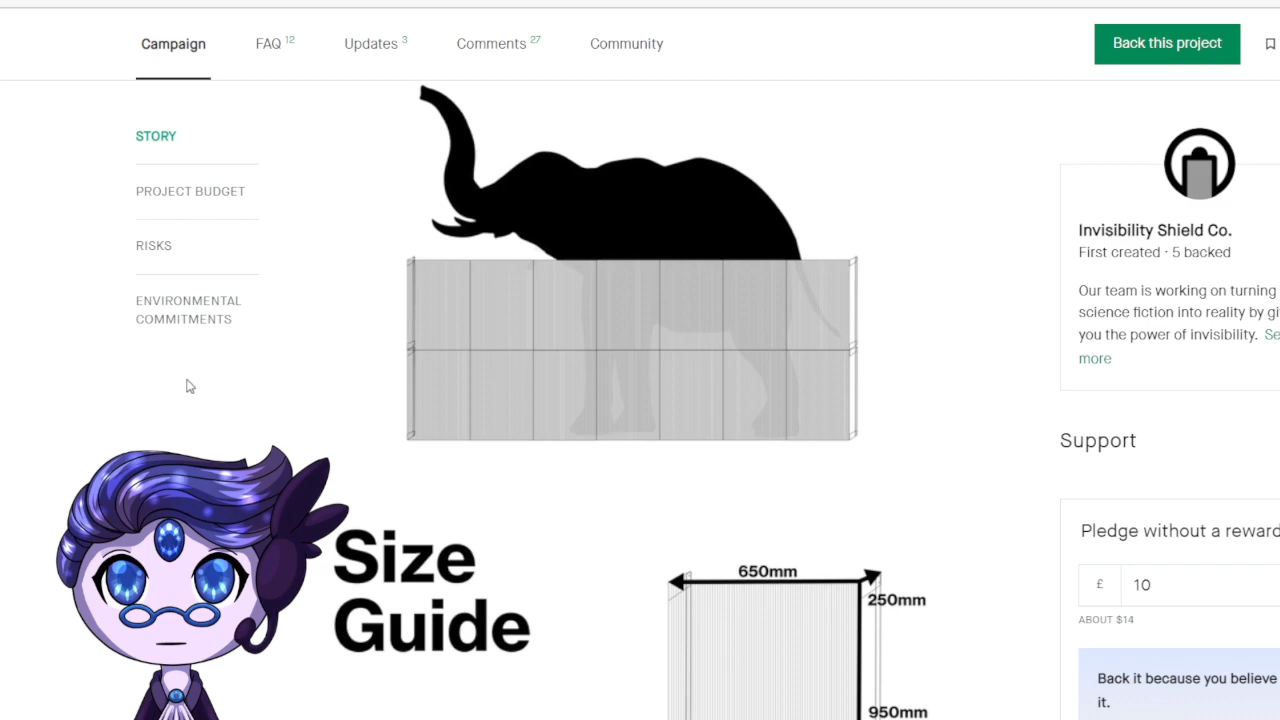 Campaign
FAQ 12
Updates 3
Comments 27
Community
Back this project
STORY
PROJECT BUDGET
RISKS
ENVIRONMENTAL
COMMITMENTS
Invisibility Shield Co.
First created · 5 backed
Our team is working on turning
science fiction into reality by gi
you the power of invisibility. Se
more
Support
Size
Guide
650mm
250mm
950mm
Pledge without a reward
£ 10
ABOUT $14
Back it because you believe
it.